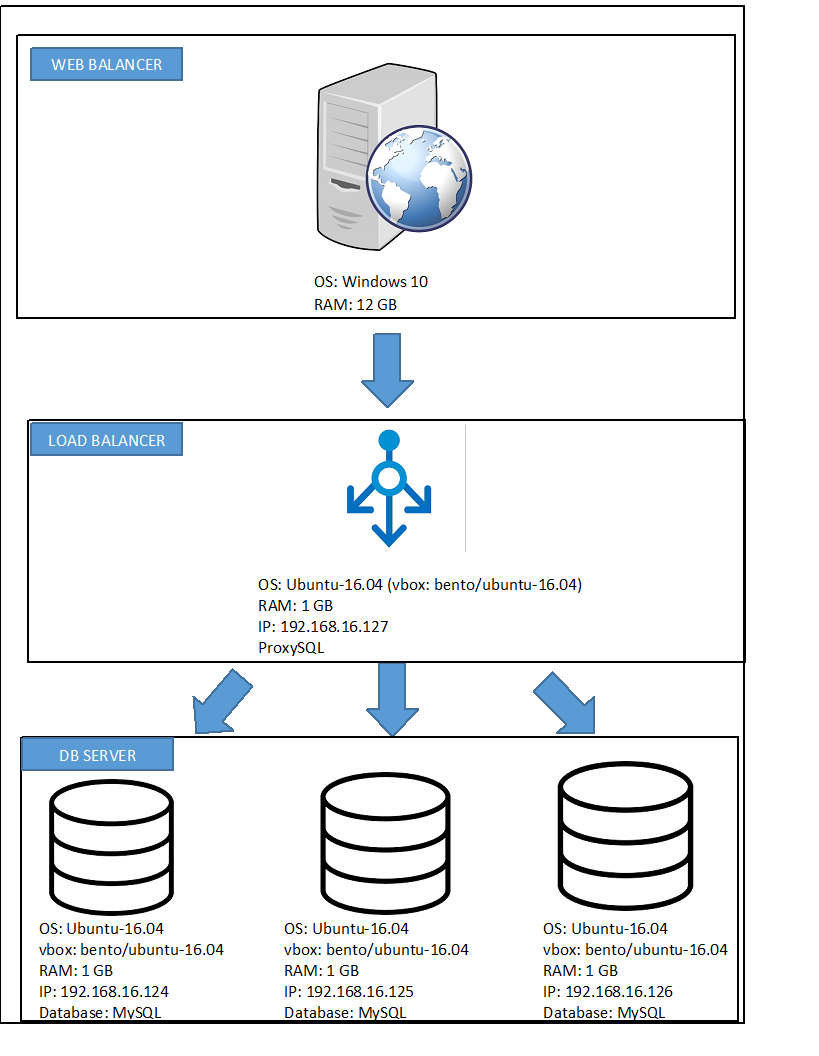 WEB BALANCER
OS: Windows 10
RAM: 12 GB
LOAD BALANCER
OS: Ubuntu-16.04 (vbox: bento/ubuntu-16.04)
RAM: 1 GB
IP: 192.168.16.127
ProxySQL
DB SERVER
OS: Ubuntu-16.04
vbox: bento/ubuntu-16.04
RAM: 1 GB
IP: 192.168.16.124
Database: MySQL
OS: Ubuntu-16.04
vbox: bento/ubuntu-16.04
RAM: 1 GB
IP: 192.168.16.125
Database: MySQL
OS: Ubuntu-16.04
vbox: bento/ubuntu-16.04
RAM: 1 GB
IP: 192.168.16.126
Database: MySQL